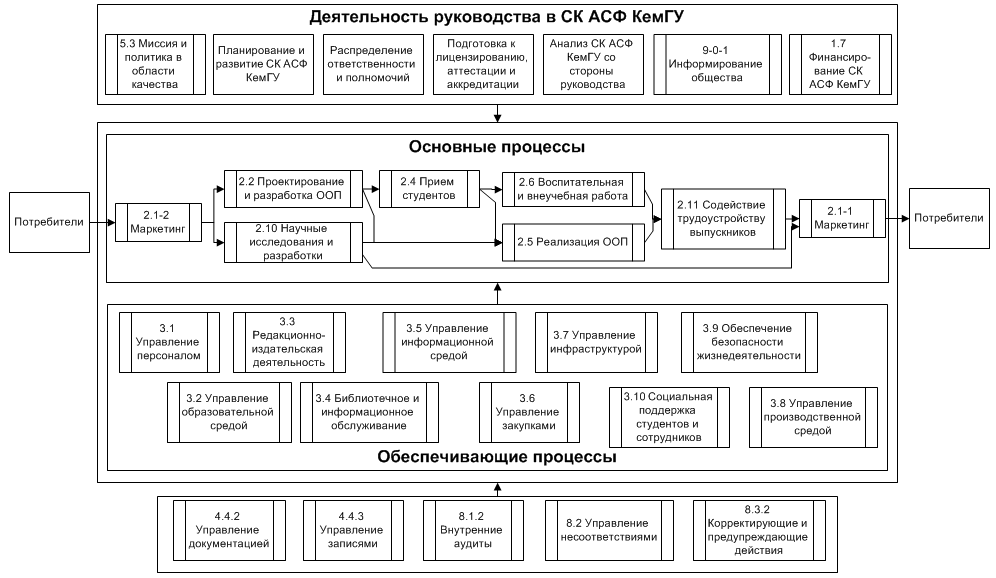 Деятельность руководства в СК АСФ КемГУ
5.3 Миссия и
политика в
области
качества
Планирование и
развитие СК АСФ
КемГУ
Распределение
ответственности
и полномочий
Подготовка к
лицензированию,
аттестации и
аккредитации
Анализ СК АСФ
КемГУ со
стороны
руководства
9-0-1
Информирование
общества
1.7
Финансиро-
вание СК
АСФ КемГУ
Основные процессы
Потребители
2.1-2
Маркетинг
2.2 Проектирование
и разработка ООП
2.10 Научные
исследования и
разработки
2.4 Прием
студентов
2.6 Воспитательная
и внеучебная работа
2.5 Реализация ООП
2.11 Содействие
трудоустройству
выпускников
2.1-1
Маркетинг
Потребители
3.1
Управление
персоналом
3.3
Редакционно-
издательская
деятельность
3.5 Управление
информационной
средой
3.7 Управление
инфраструктурой
3.9 Обеспечение
безопасности
жизнедеятельности
3.2 Управление
образовательной
средой
3.4 Библиотечное и
информационное
обслуживание
3.6
Управление
закупками
3.10 Социальная
поддержка
студентов и
сотрудников
3.8 Управление
производственной
средой
Обеспечивающие процессы
4.4.2
Управление
документацией
4.4.3
Управление
записями
8.1.2
Внутренние
аудиты
8.2 Управление
несоответствиями
8.3.2
Корректирующие и
предупреждающие
действия